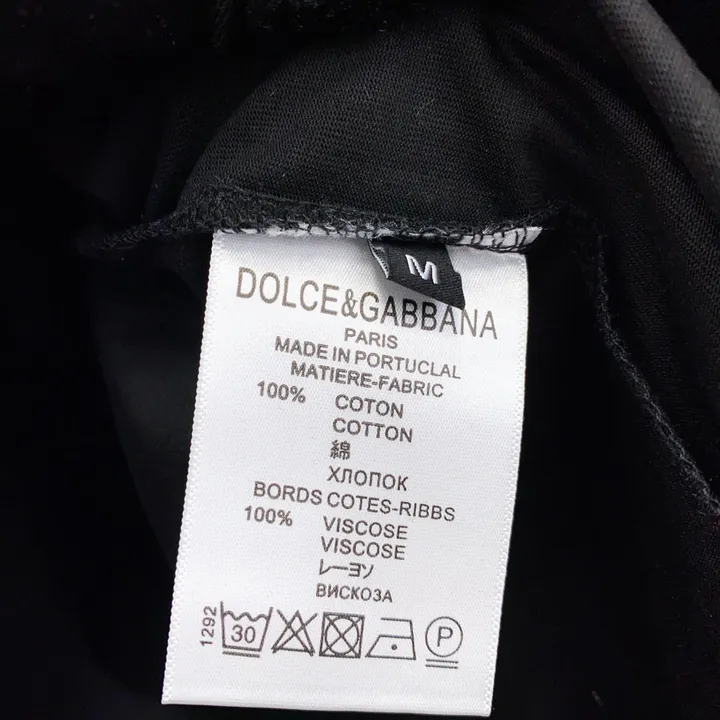 M
DOLCE&GABBANA
PARIS
MADE IN PORTUCLAL
MATIERE-FABRIC
100% COTON
COTTON
綿
ХЛОПОК
BORDS COTES-RIBBS
100% VISCOSE
VISCOSE
レーヨソ
ВИСКОЗА
1292
30
P